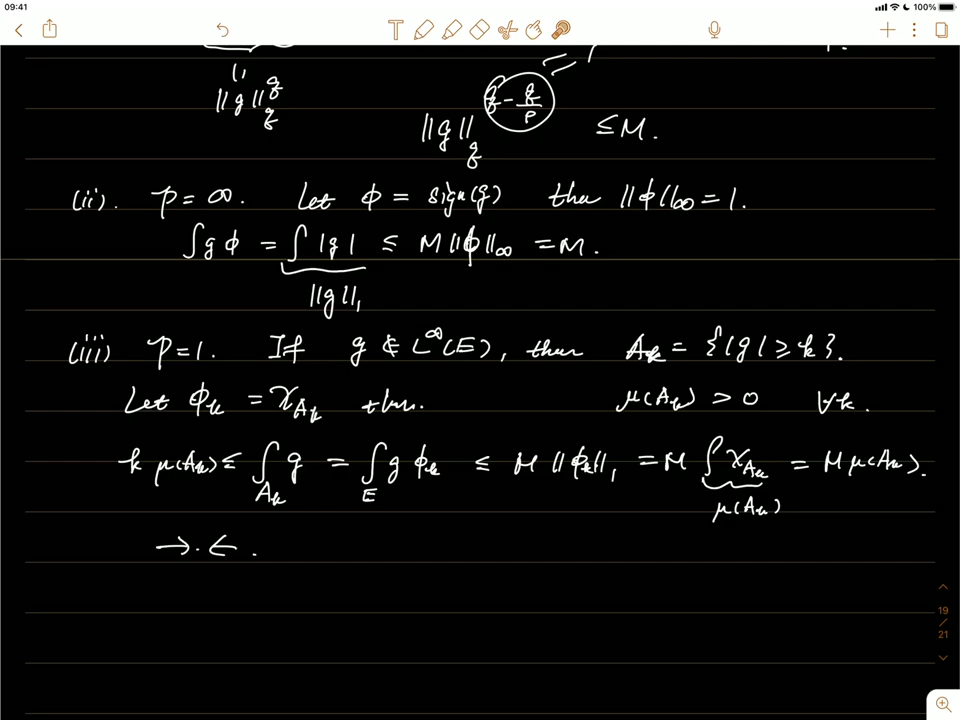 09:41 100%
||g||_q^q
||g||_q^{q - q/p} ≤ M.
(ii). p = ∞. Let φ = sign(g) then ||φ||_∞ = 1.
∫ g φ = ∫ |g| ≤ M ||φ||_∞ = M.
||g||_1
(iii) p = 1. If g ∉ L^∞(E), then A_k = {|g| ≥ k}.
Let φ_k = χ_{A_k} then. μ(A_k) > 0 ∀k.
k μ(A_k) ≤ ∫_{A_k} g = ∫_E g φ_k ≤ M ||φ_k||_1 = M ∫ χ_{A_k} = M μ(A_k).
μ(A_k)
→ . ← .
19
/
21